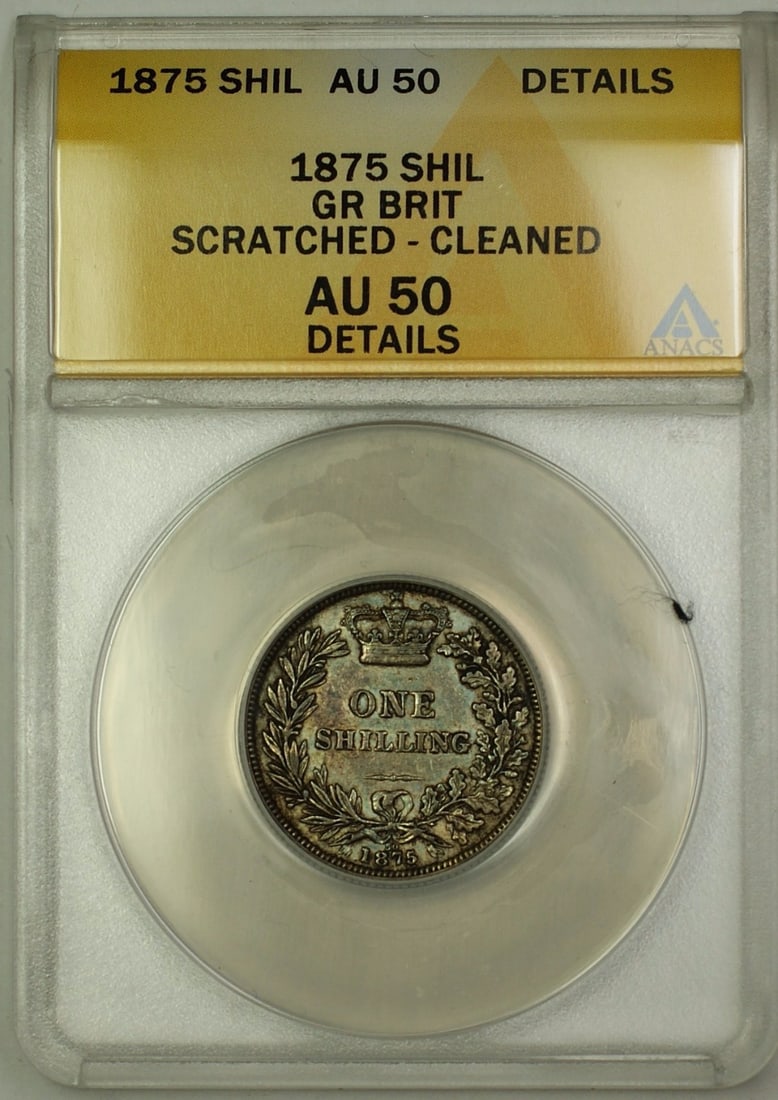 1875 SHIL AU 50 DETAILS
1875 SHIL
GR BRIT
SCRATCHED - CLEANED
AU 50
DETAILS
ANACS
ONE
SHILLING
1875